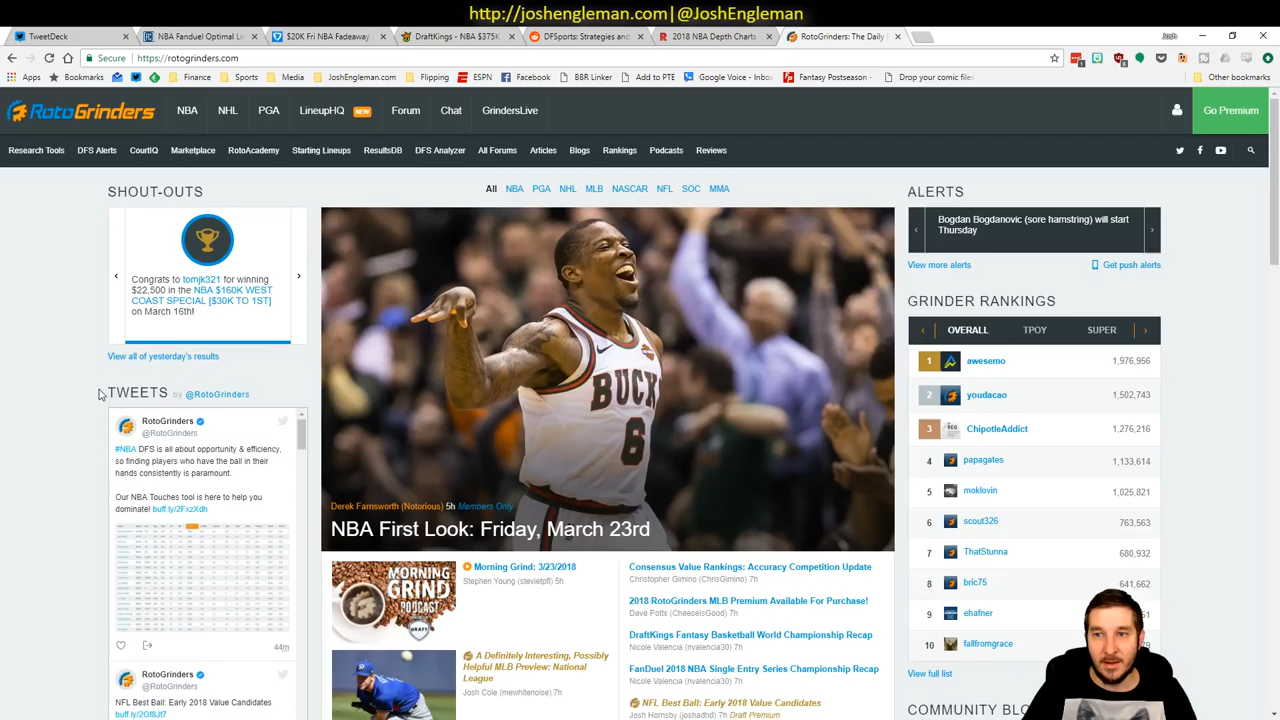 http://joshengleman.com|@JoshEngleman
TweetDeck
NBA Fanduel Optimal Lin
$20K Fri NBA Fadeaway
DraftKings - NBA $375K
DFSports: Strategies and
2018 NBA Depth Charts
RotoGrinders: The Daily F
Josh
Secure https://rotogrinders.com
Apps Bookmarks Finance Sports Media JoshEngleman.com Flipping ESPN Facebook BBR Linker Add to PTE Google Voice - Inbo Fantasy Postseason - Drop your comic files Other bookmarks
RotoGrinders NBA NHL PGA LineupHQ NEW Forum Chat GrindersLive Go Premium
Research Tools DFS Alerts CourtIQ Marketplace RotoAcademy Starting Lineups ResultsDB DFS Analyzer All Forums Articles Blogs Rankings Podcasts Reviews
SHOUT-OUTS
Congrats to tomjk321 for winning
$22,500 in the NBA $160K WEST
COAST SPECIAL [$30K TO 1ST]
on March 16th!
View all of yesterday's results
TWEETS by @RotoGrinders
RotoGrinders
@RotoGrinders
#NBA DFS is all about opportunity & efficiency,
so finding players who have the ball in their
hands consistently is paramount.
Our NBA Touches tool is here to help you
dominate! buff.ly/2FxzXdh
44m
RotoGrinders
@RotoGrinders
NFL Best Ball: Early 2018 Value Candidates
buff.ly/2Gf8Jt7
All NBA PGA NHL MLB NASCAR NFL SOC MMA
BUCK
6
Derek Farnsworth (Notorious) 5h Members Only
NBA First Look: Friday, March 23rd
MORNING
GRIND
PODCAST
DRAFT
Morning Grind: 3/23/2018
Stephen Young (stevietpfl) 5h
A Definitely Interesting, Possibly
Helpful MLB Preview: National
League
Josh Cole (mewhitenoise) 7h
Consensus Value Rankings: Accuracy Competition Update
Christopher Gimino (ChrisGimino) 7h
2018 RotoGrinders MLB Premium Available For Purchase!
Dave Potts (CheeseIsGood) 7h
DraftKings Fantasy Basketball World Championship Recap
Nicole Valencia (nvalencia30) 7h
FanDuel 2018 NBA Single Entry Series Championship Recap
Nicole Valencia (nvalencia30) 7h
NFL Best Ball: Early 2018 Value Candidates
Josh Hornsby (joshadhd) 7h Draft Premium
ALERTS
Bogdan Bogdanovic (sore hamstring) will start
Thursday
View more alerts Get push alerts
GRINDER RANKINGS
OVERALL TPOY SUPER
1 awesemo 1,976,956
2 youdacao 1,502,743
3 ChipotleAddict 1,276,216
4 papagates 1,133,614
5 moklovin 1,025,821
6 scout326 763,563
7 ThatStunna 680,932
8 bric75 641,662
9 ehafner
10 fallfromgrace
View full list
COMMUNITY BLO